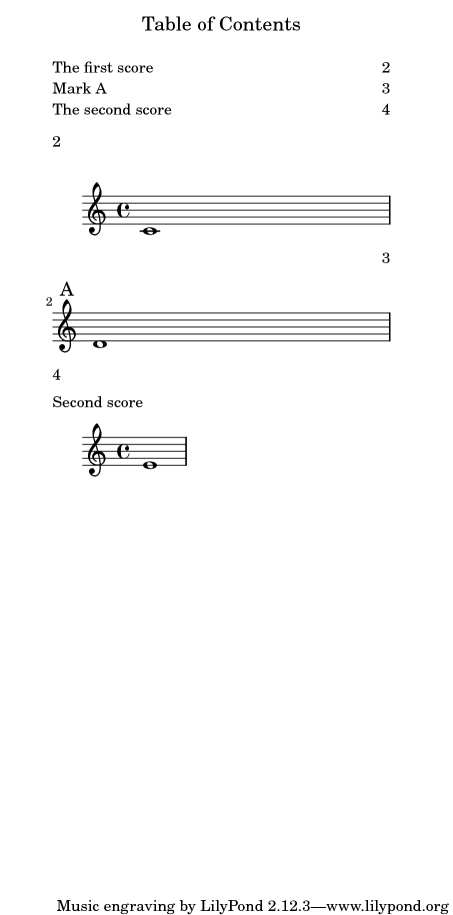 Table of Contents
The first score 2
Mark A 3
The second score 4
2
3
A
2
4
Second score
Music engraving by LilyPond 2.12.3—www.lilypond.org